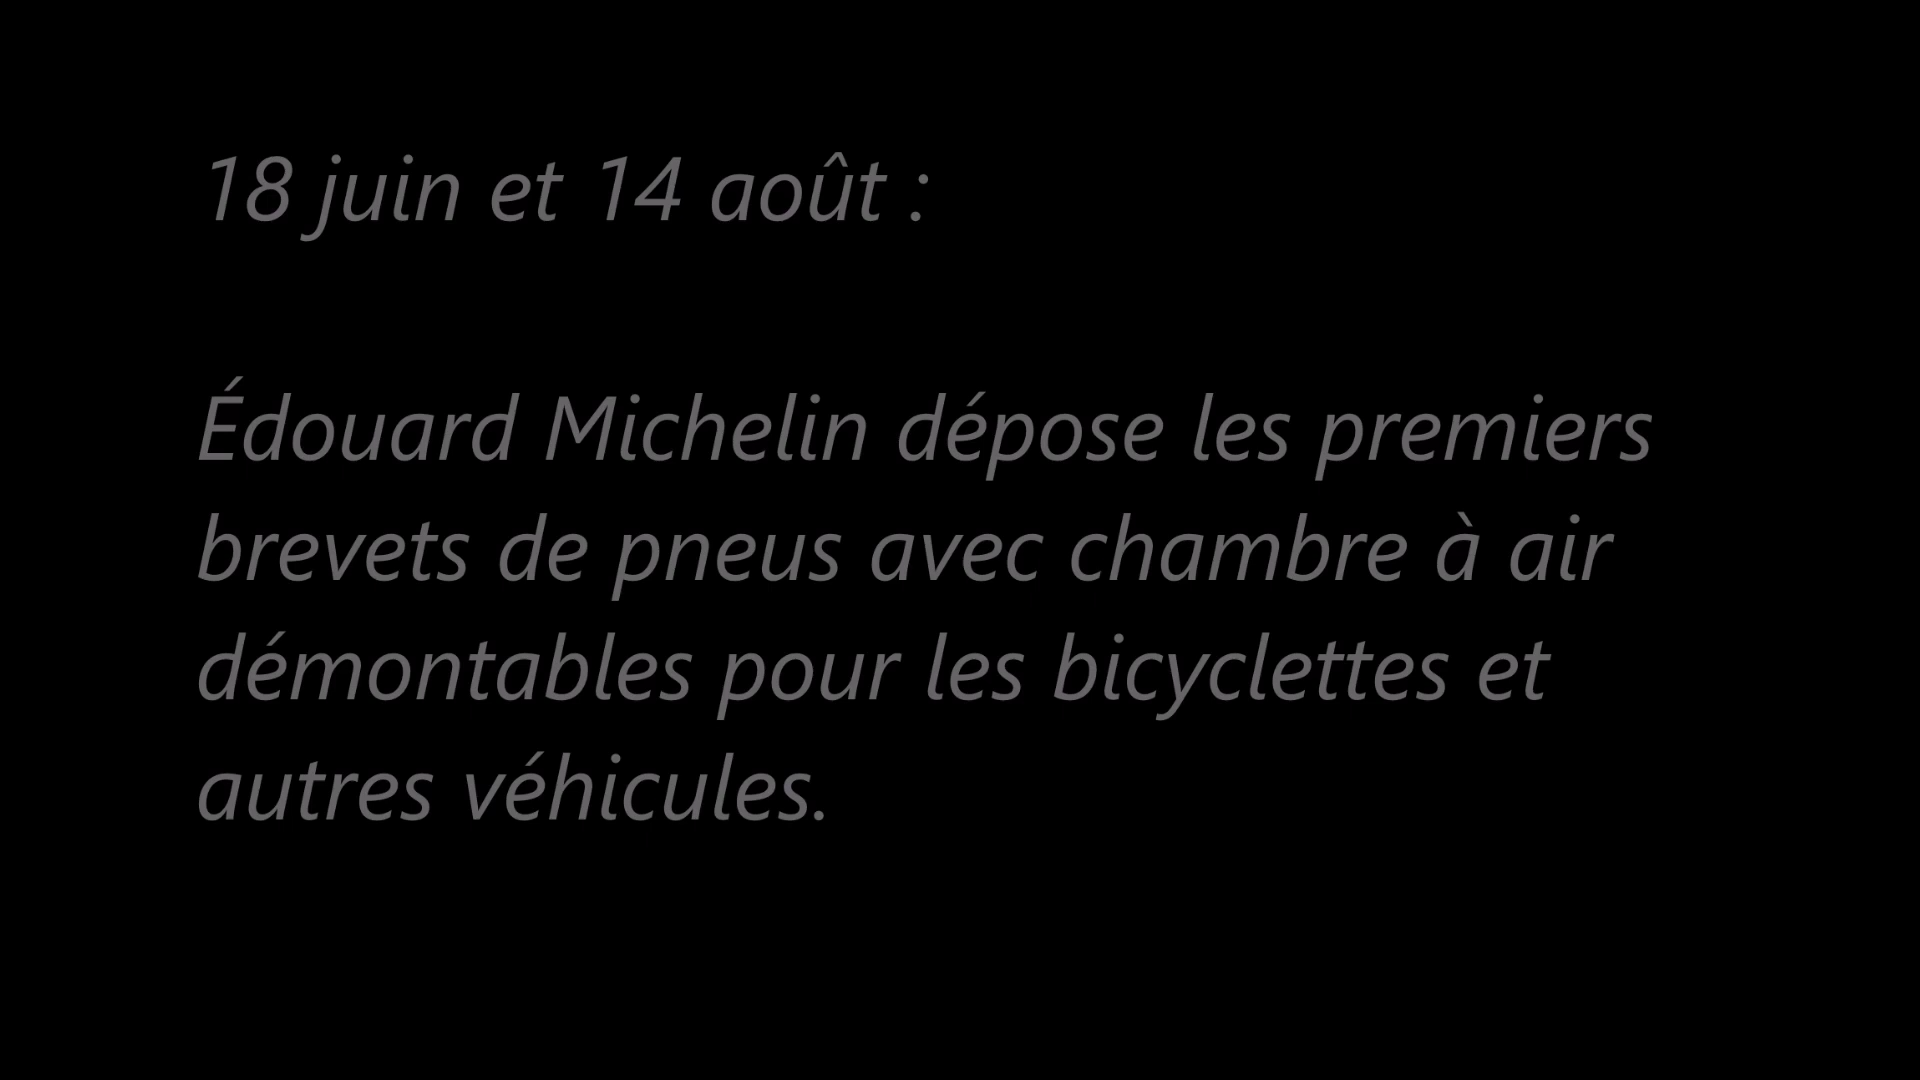 18 juin et 14 août :
Édouard Michelin dépose les premiers
brevets de pneus avec chambre à air
démontables pour les bicyclettes et
autres véhicules.